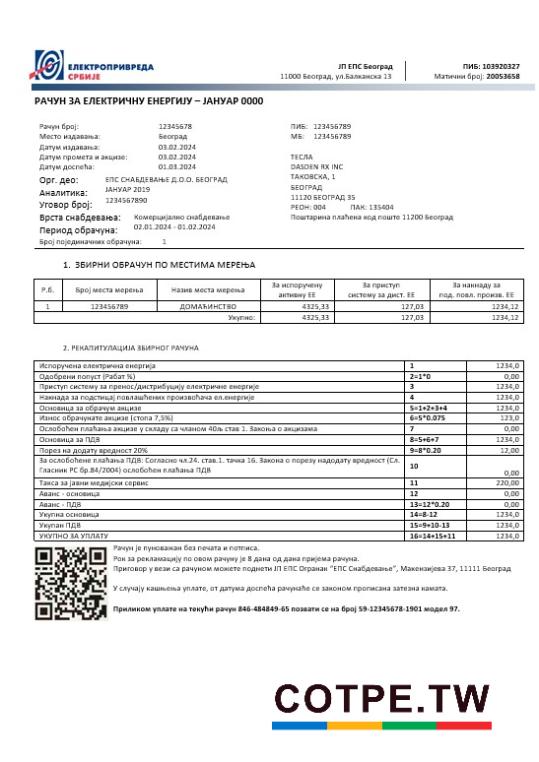 ЕЛЕКТРОПРИВРЕДА
СРБИЈЕ
ЈП ЕПС Београд
11000 Београд, ул.Балканска 13
ПИБ: 103920327
Матични број: 20053658
РАЧУН ЗА ЕЛЕКТРИЧНУ ЕНЕРГИЈУ – ЈАНУАР 0000
Рачун број: 12345678
Место издавања: Београд
Датум издавања: 03.02.2024
Датум промета и акцизе: 03.02.2024
Датум доспећа: 01.03.2024
Орг. део: ЕПС СНАБДЕВАЊЕ Д.О.О. БЕОГРАД
Аналитика: ЈАНУАР 2019
Уговор број: 1234567890
Врста снабдевања: Комерцијално снабдевање
Период обрачуна: 02.01.2024 - 01.02.2024
Број појединачних обрачуна: 1
ПИБ: 123456789
МБ: 123456789
ТЕСЛА
DASDEN RX INC
ТАКОВСКА, 1
БЕОГРАД
11120 БЕОГРАД 35
РЕОН: 004 ПАК: 135404
Поштарина плаћена код поште 11200 Београд
1. ЗБИРНИ ОБРАЧУН ПО МЕСТИМА МЕРЕЊА
Р.б. Број места мерења Назив места мерења За испоручену активну ЕЕ За приступ систему за дист. ЕЕ За накнаду за под. повл. произв. ЕЕ
1 123456789 ДОМАЋИНСТВО 4325,33 127,03 1234,12
Укупно: 4325,33 127,03 1234,12
2. РЕКАПИТУЛАЦИЈА ЗБИРНОГ РАЧУНА
Испоручена електрична енергија 1 1234,0
Одобрени попуст (Рабат %) 2=1*0 0,00
Приступ систему за пренос/дистрибуцију електричне енергије 3 1234,0
Накнада за подстицај повлашћених произвоћача ел.енергије 4 1234,0
Основица за обрачум акцизе 5=1+2+3+4 1234,0
Износ обрачунате акцизе (стопа 7,5%) 6=5*0.075 123,0
Ослобођен плаћања акцизе у складу са чланом 40љ став 1. Закоња о акцизама 7 0,00
Основица за ПДВ 8=5+6+7 1234,0
Порез на додату вредност 20% 9=8*0.20 12,00
За ослобођене плаћања ПДВ: Согласно чл.24. став.1. тачка 16. Закона о порезу надодату вредност (Сл.
Гласник РС бр.84/2004) ослобођен плаћања ПДВ 10 0,00
Такса за јавни медијски сервис 11 220,00
Аванс - основица 12 0,00
Аванс - ПДВ 13=12*0.20 0,00
Укупна основица 14=8-12 1234,0
Укупан ПДВ 15=9+10-13 1234,0
УКУПНО ЗА УПЛАТУ 16=14+15+11 1234,0
Рачун је пуноважан без печата и потписа.
Рок за рекламацију по овом рачуну је 8 дана од дана пријема рачуна.
Приговор у вези са рачуном можете поднети ЈП ЕПС Огранак "ЕПС Снабдевање", Макензијева 37, 11111 Београд
У случају кашњења уплате, от датума доспећа рачунаће се законом прописана затезна камата.
Приликом уплате на текући рачун 846-484849-65 позвати се на број 59-12345678-1901 модел 97.
COTPE.TW